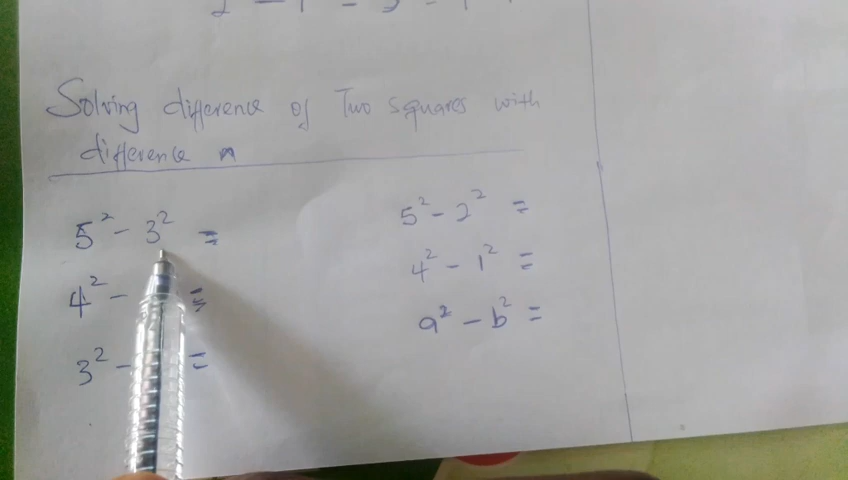 Solving difference of Two squares with
difference n
5² - 3² =
4² - =
3² - =
5² - 2² =
4² - 1² =
a² - b² =